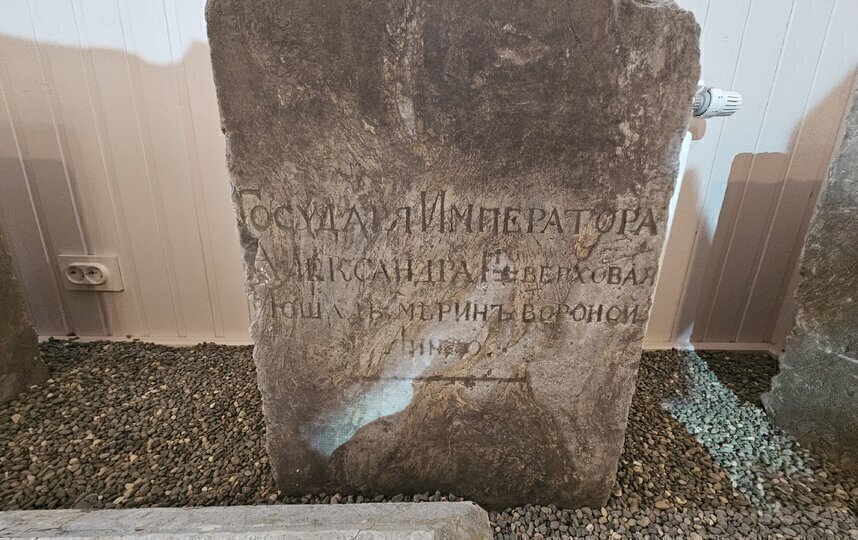 Государя Императора
Александра I-го верховая
лошадь меринъ вороной